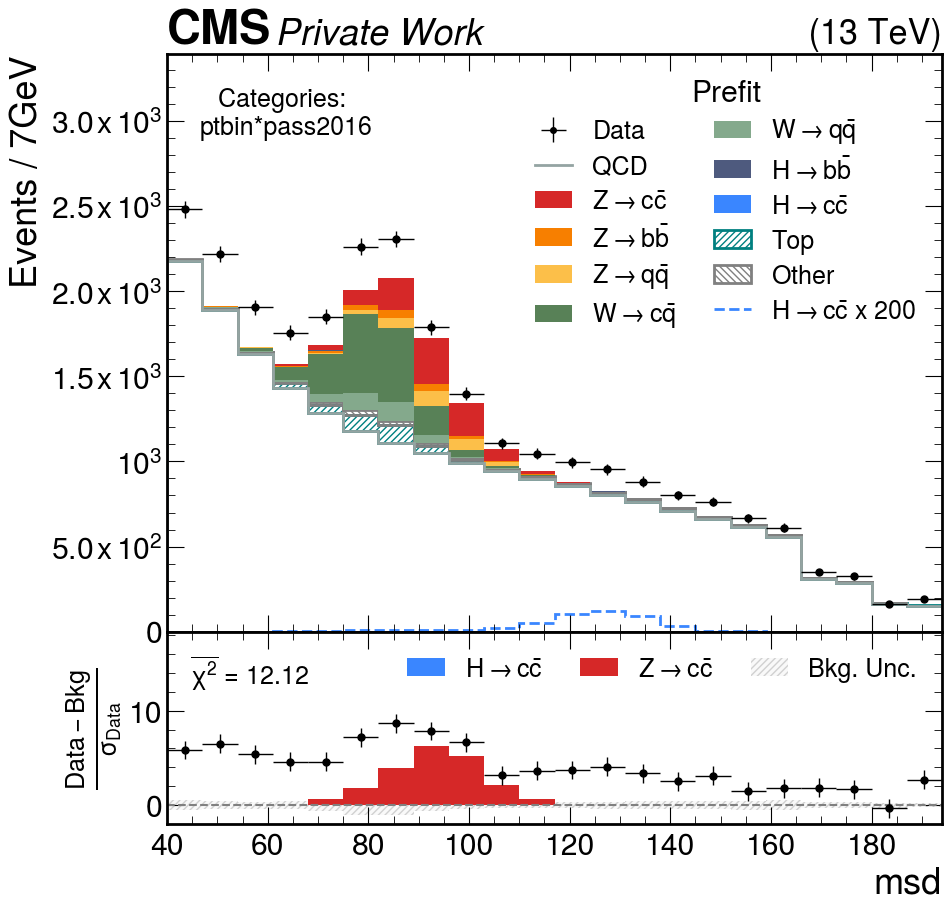 CMS Private Work (13 TeV)
Events / 7GeV
Categories:
ptbin*pass2016
Prefit
Data
QCD
Z → cc̄
Z → bb̄
Z → qq̄
W → cq̄
W → qq̄
H → bb̄
H → cc̄
Top
Other
H → cc̄ x 200
3.0 x 10³
2.5 x 10³
2.0 x 10³
1.5 x 10³
10³
5.0 x 10²
0
Data − Bkg
σ_Data
χ̅²̅ = 12.12
H → cc̄
Z → cc̄
Bkg. Unc.
10
0
40 60 80 100 120 140 160 180
msd